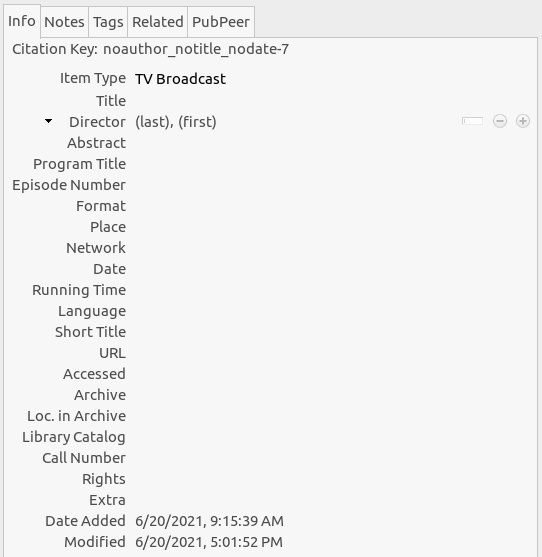 Info Notes Tags Related PubPeer
Citation Key: noauthor_notitle_nodate-7
Item Type TV Broadcast
Title
Director (last), (first)
Abstract
Program Title
Episode Number
Format
Place
Network
Date
Running Time
Language
Short Title
URL
Accessed
Archive
Loc. in Archive
Library Catalog
Call Number
Rights
Extra
Date Added 6/20/2021, 9:15:39 AM
Modified 6/20/2021, 5:01:52 PM